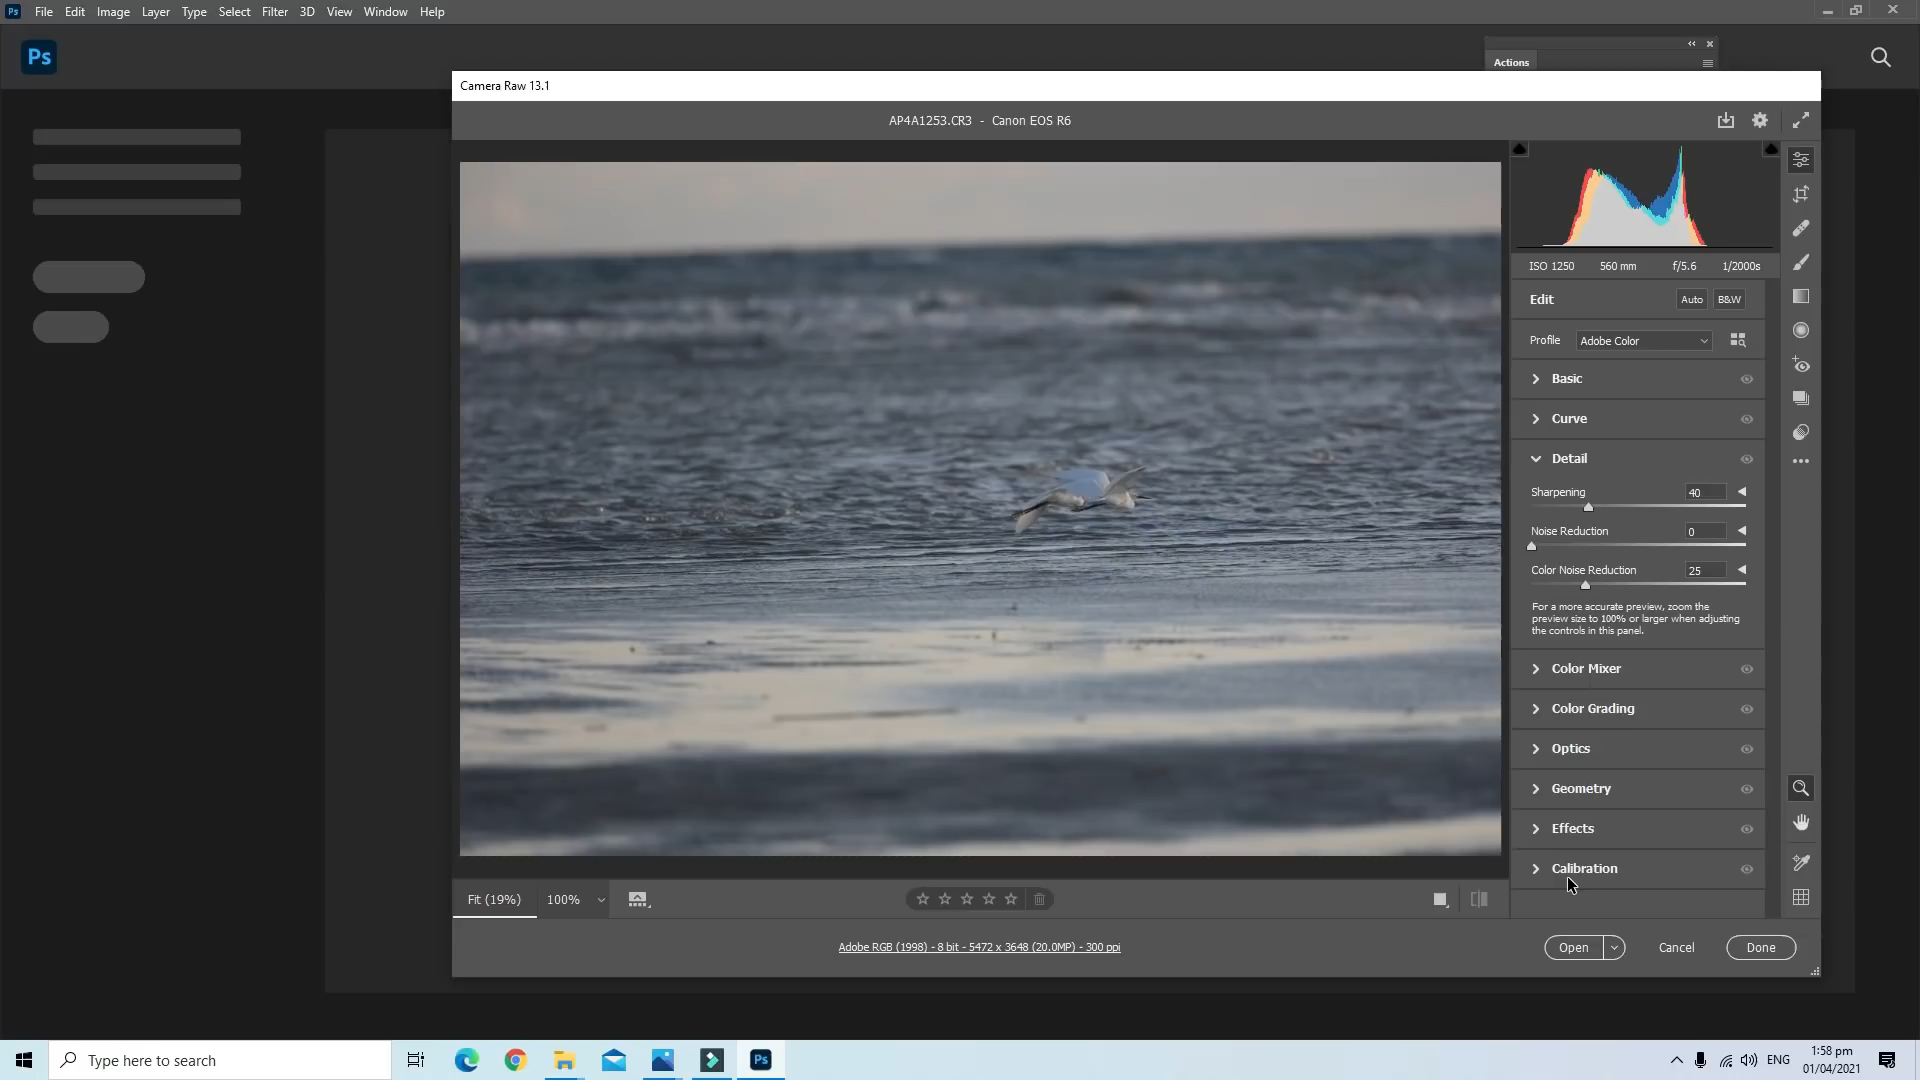 Ps File Edit Image Layer Type Select Filter 3D View Window Help
Ps
Actions
Camera Raw 13.1
AP4A1253.CR3 - Canon EOS R6
ISO 1250 560 mm f/5.6 1/2000s
Edit Auto B&W
Profile Adobe Color
Basic
Curve
Detail
Sharpening 40
Noise Reduction 0
Color Noise Reduction 25
For a more accurate preview, zoom the
preview size to 100% or larger when adjusting
the controls in this panel.
Color Mixer
Color Grading
Optics
Geometry
Effects
Calibration
Fit (19%) 100%
Adobe RGB (1998) - 8 bit - 5472 x 3648 (20.0MP) - 300 ppi
Open Cancel Done
Type here to search
Ps
ENG
1:58 pm
01/04/2021